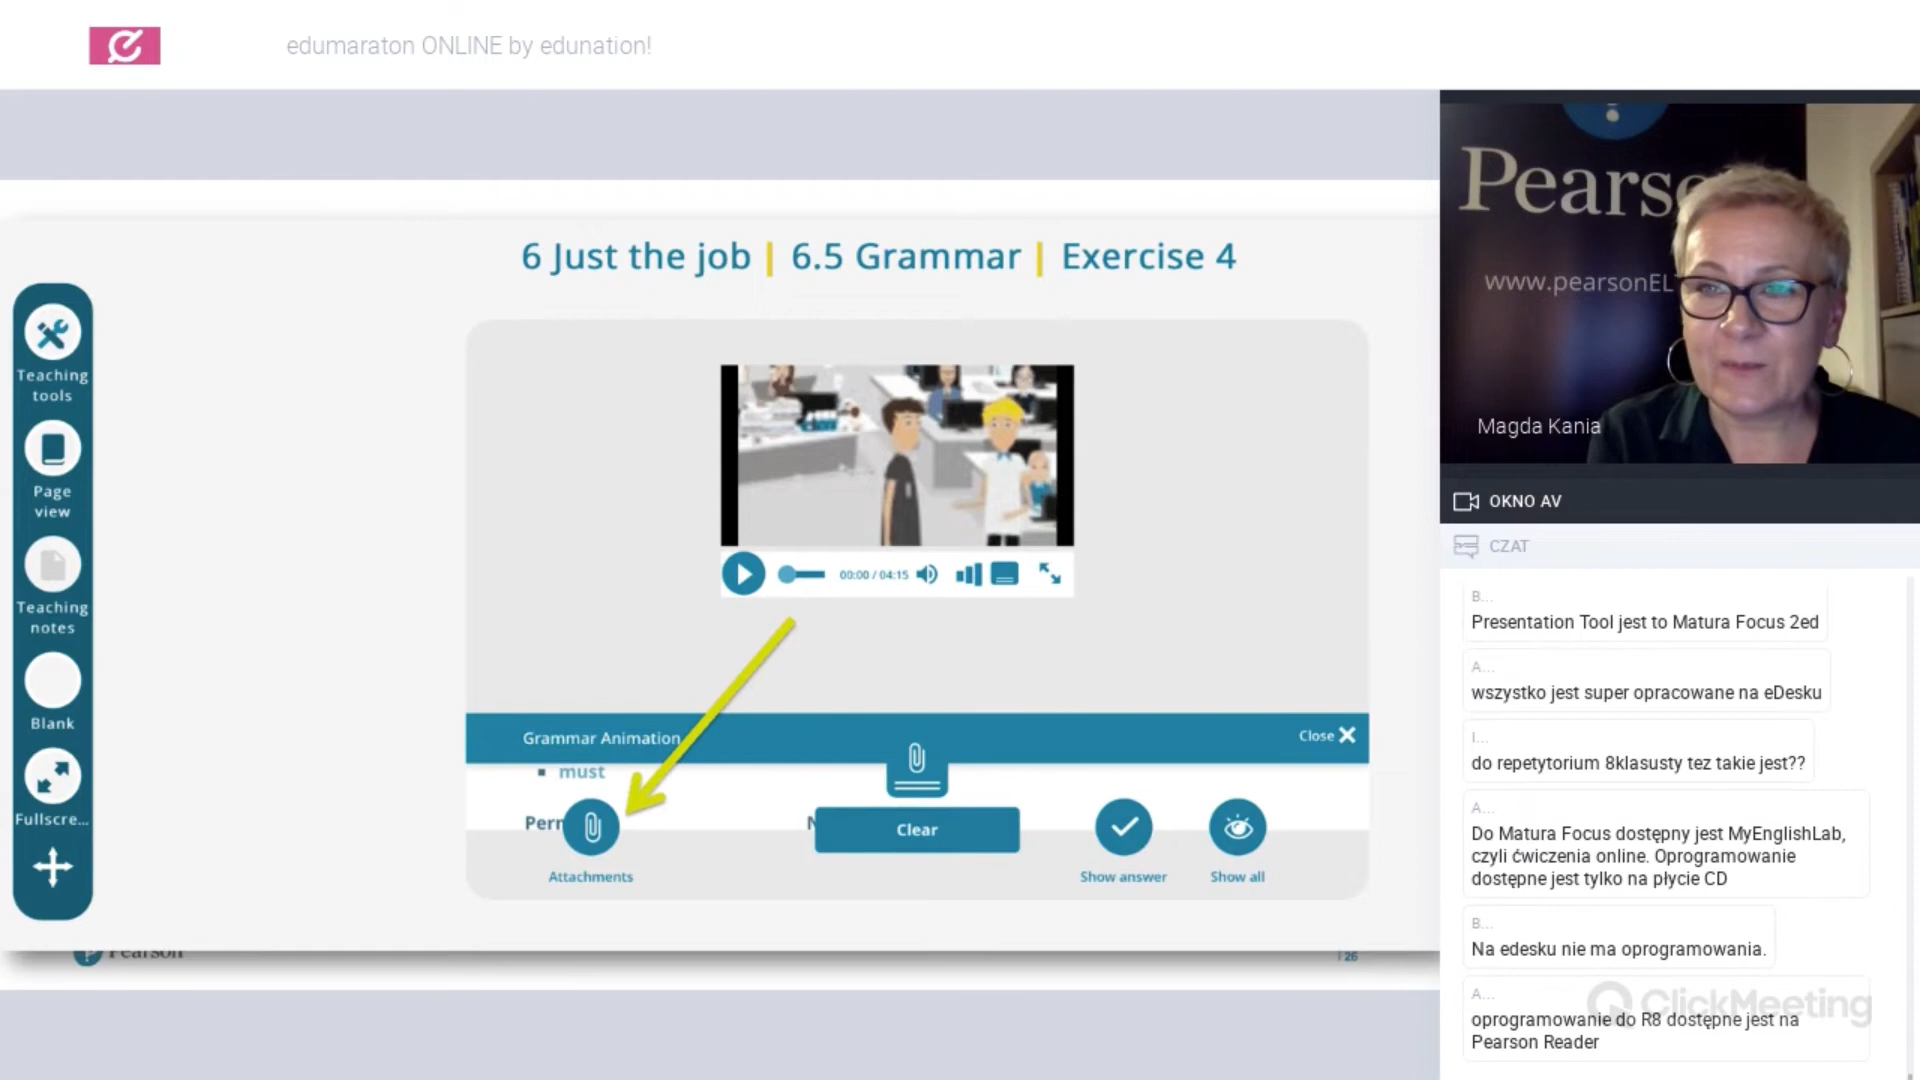 edumaraton ONLINE by edunation!
6 Just the job | 6.5 Grammar | Exercise 4
Teaching
tools
Page
view
Teaching
notes
Blank
Fullscre...
00:00 / 04:15
Grammar Animation
Close
must
Clear
Attachments
Show answer
Show all
Pearson
26
Pearso
www.pearsonEL
Magda Kania
OKNO AV
CZAT
B...
Presentation Tool jest to Matura Focus 2ed
A...
wszystko jest super opracowane na eDesku
I...
do repetytorium 8klasusty tez takie jest??
A...
Do Matura Focus dostępny jest MyEnglishLab,
czyli ćwiczenia online. Oprogramowanie
dostępne jest tylko na płycie CD
B...
Na edesku nie ma oprogramowania.
A...
oprogramowanie do R8 dostępne jest na
Pearson Reader
ClickMeeting